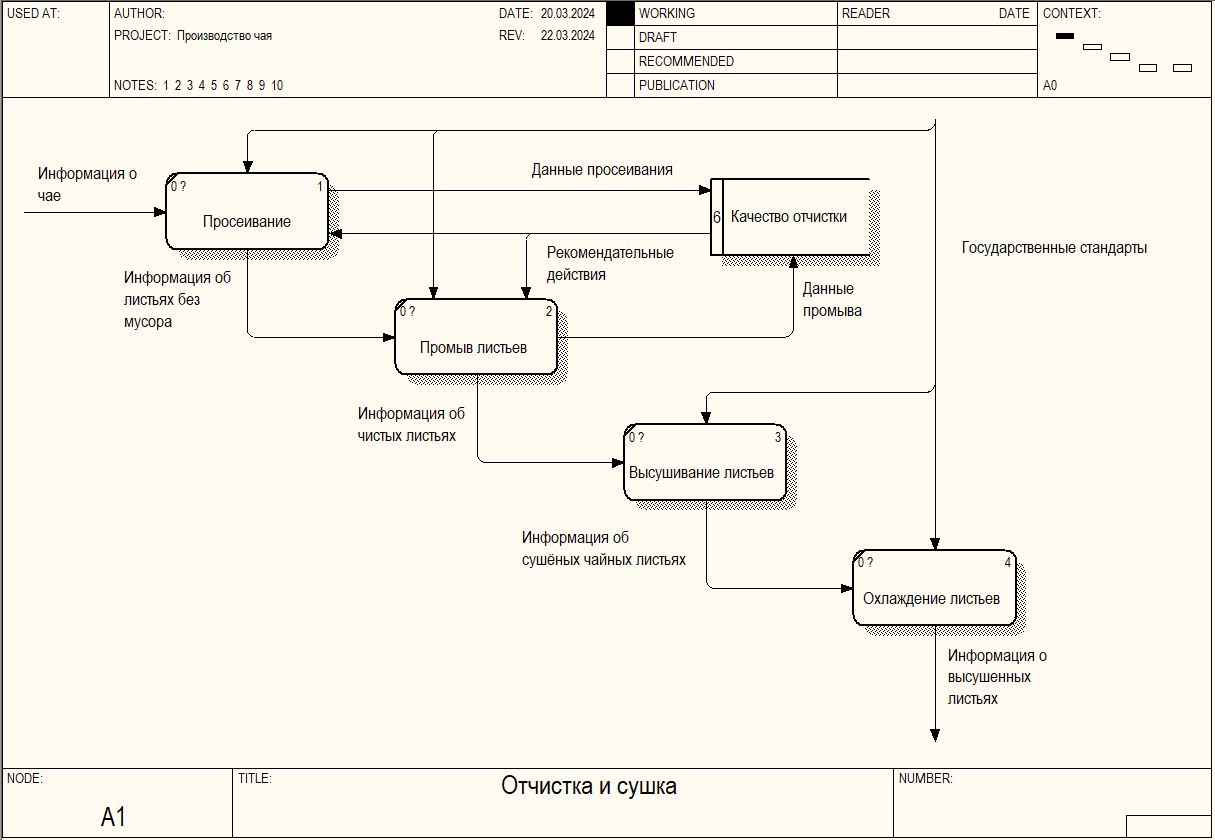 USED AT:
AUTHOR:
DATE: 20.03.2024
PROJECT: Производство чая
REV: 22.03.2024
NOTES: 1 2 3 4 5 6 7 8 9 10
WORKING
DRAFT
RECOMMENDED
PUBLICATION
READER
DATE
CONTEXT:
A0
Информация о
чае
0 ?
1
Просеивание
Данные просеивания
6
Качество отчистки
Государственные стандарты
Рекомендательные
действия
Информация об
листьях без
мусора
Данные
промыва
0 ?
2
Промыв листьев
Информация об
чистых листьях
0 ?
3
Высушивание листьев
Информация об
сушёных чайных листьях
0 ?
4
Охлаждение листьев
Информация о
высушенных
листьях
NODE:
A1
TITLE:
Отчистка и сушка
NUMBER: